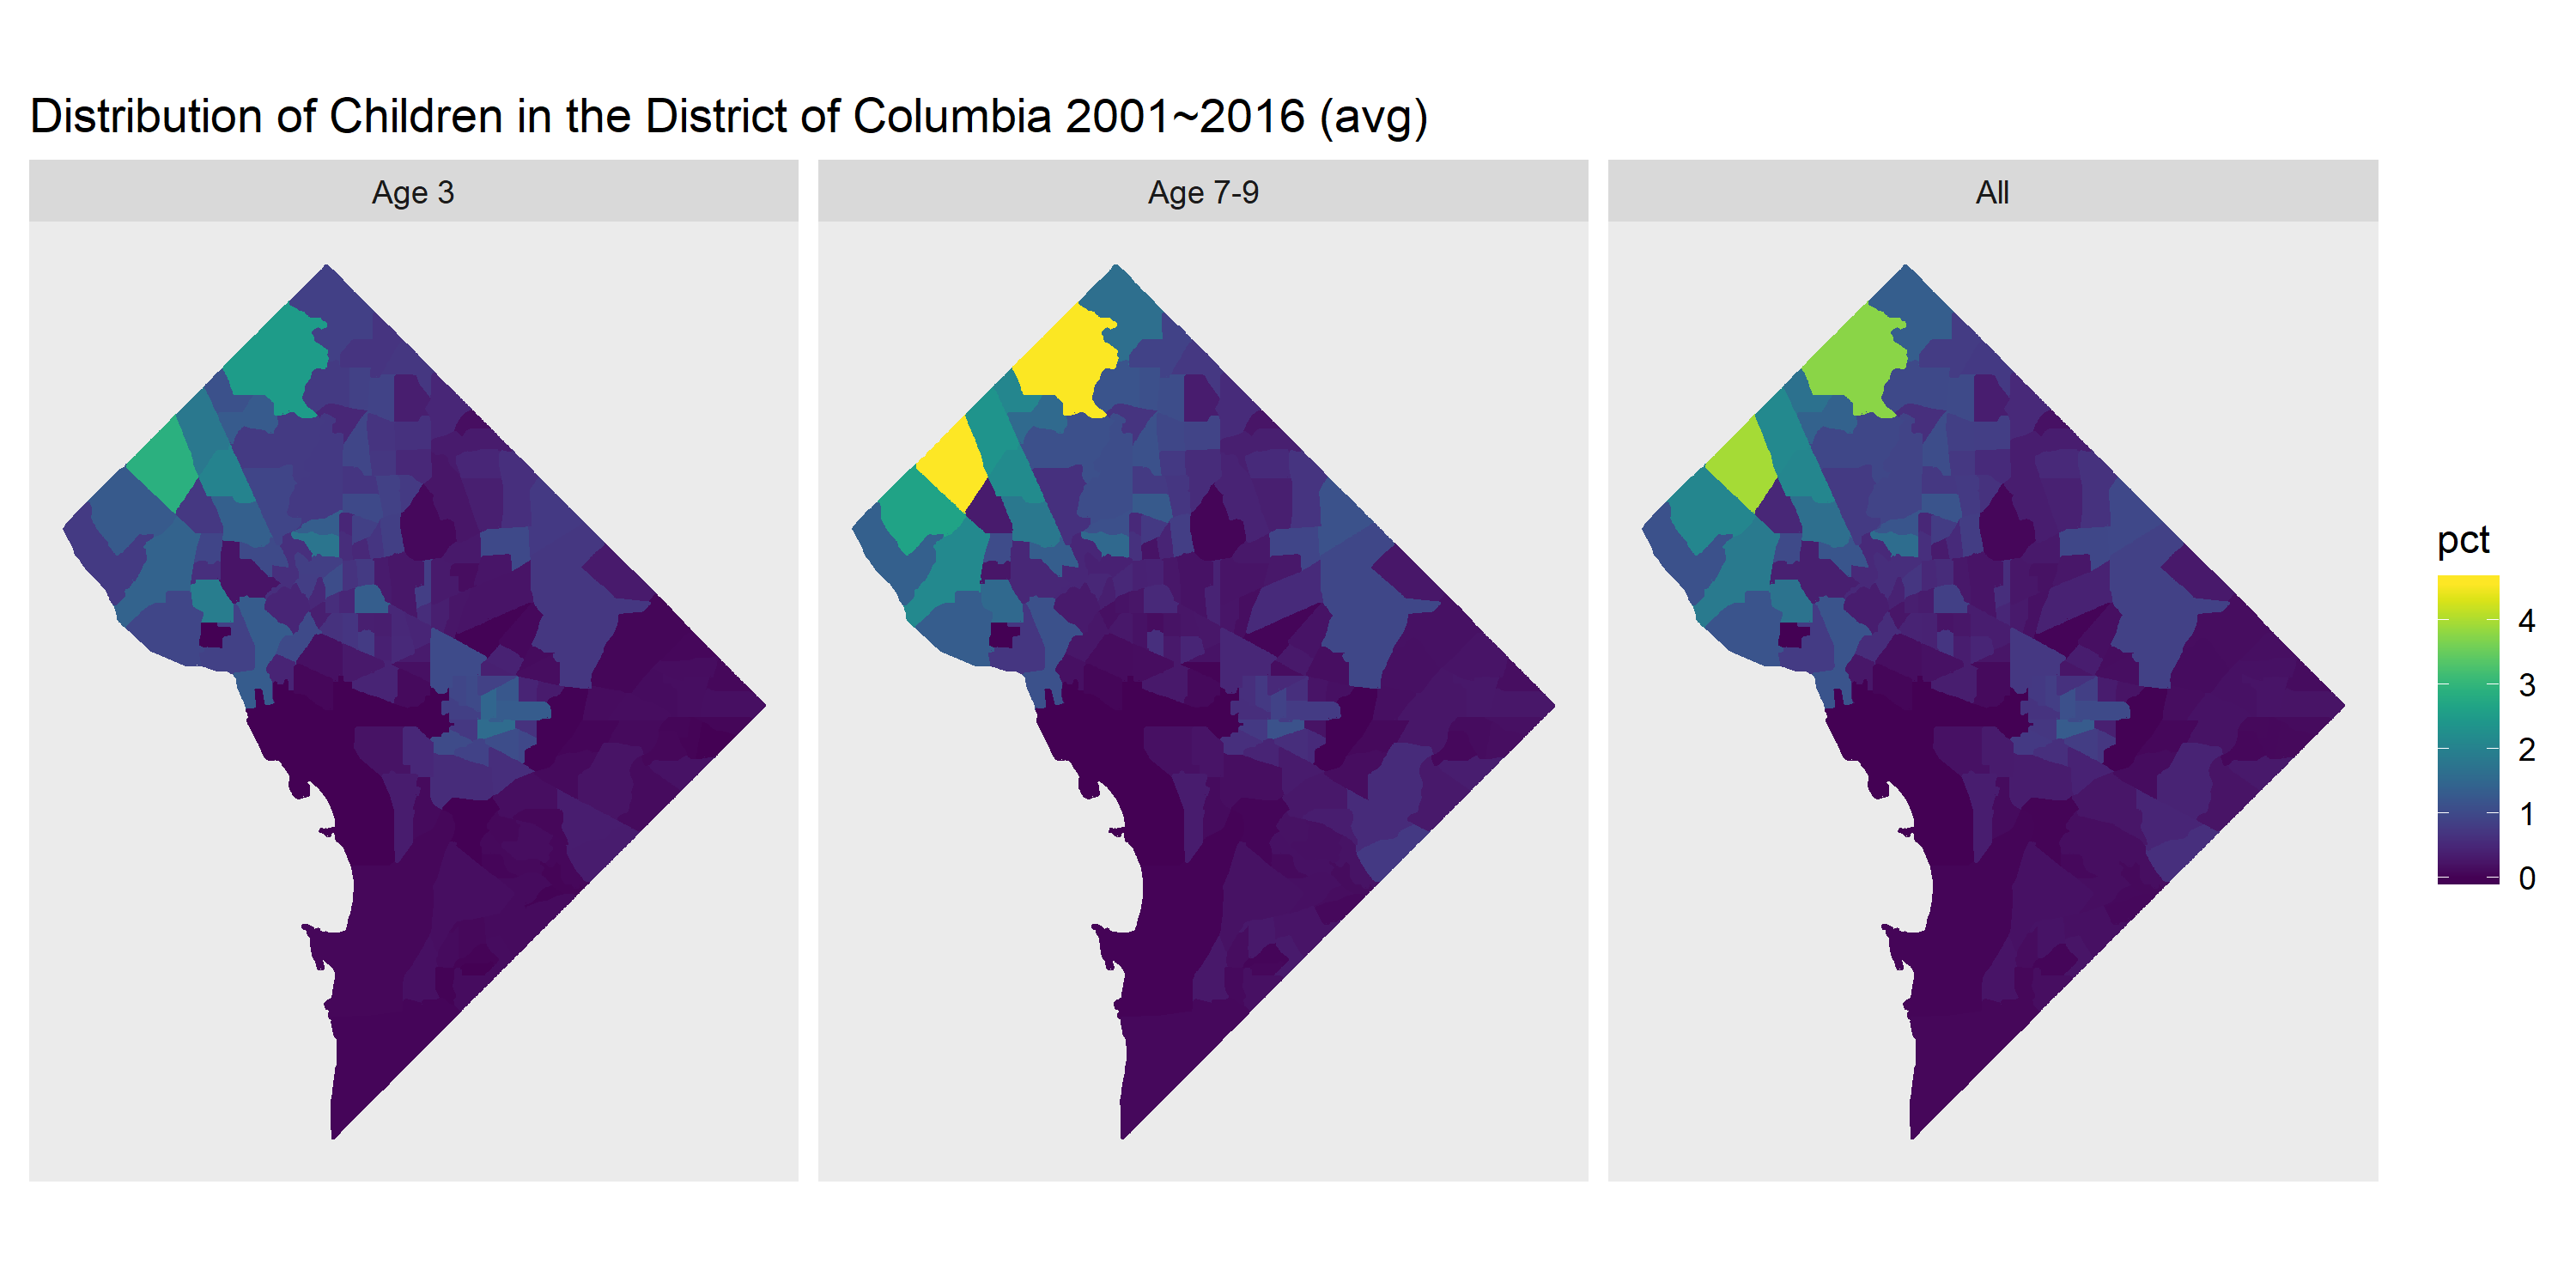 Distribution of Children in the District of Columbia 2001~2016 (avg)
Age 3
Age 7-9
All
pct
4
3
2
1
0